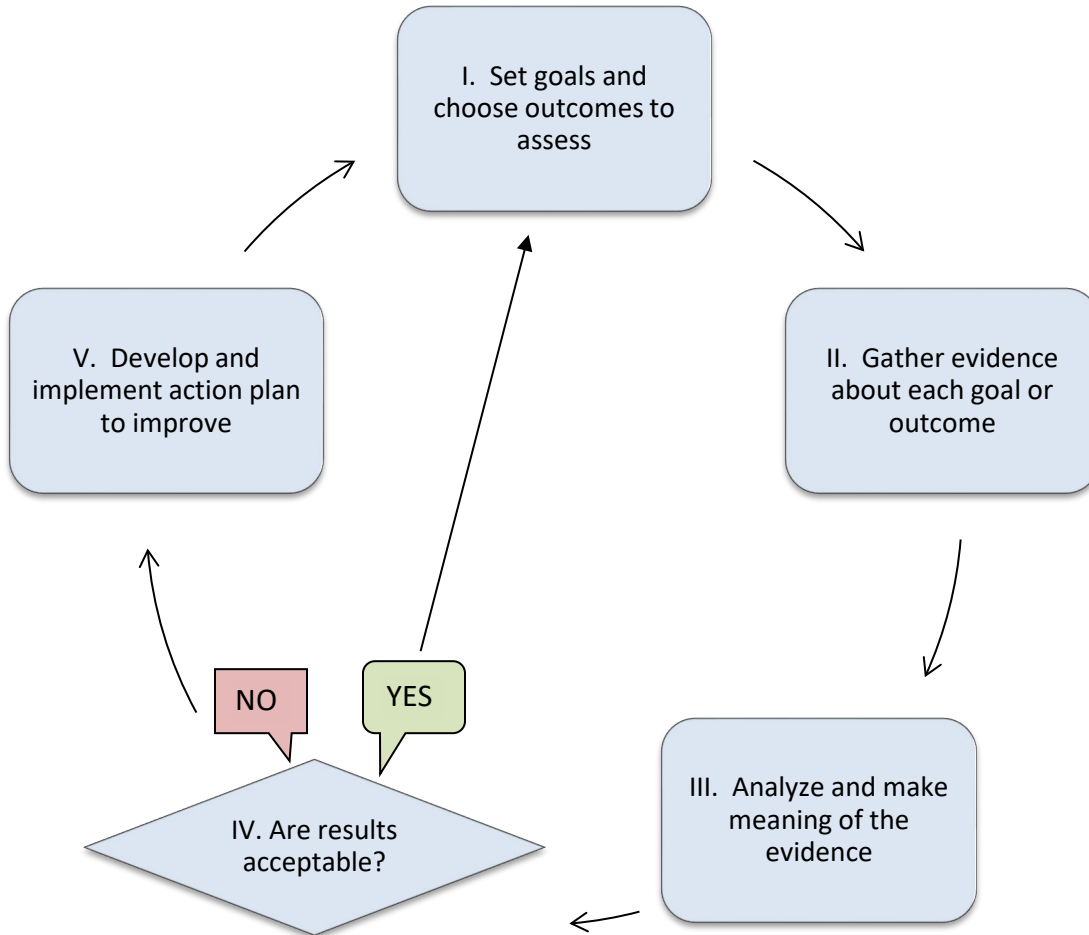 I.  Set goals and
choose outcomes to
assess
II.  Gather evidence
about each goal or
outcome
III.  Analyze and make
meaning of the
evidence
IV. Are results
acceptable?
NO
YES
V.  Develop and
implement action plan
to improve